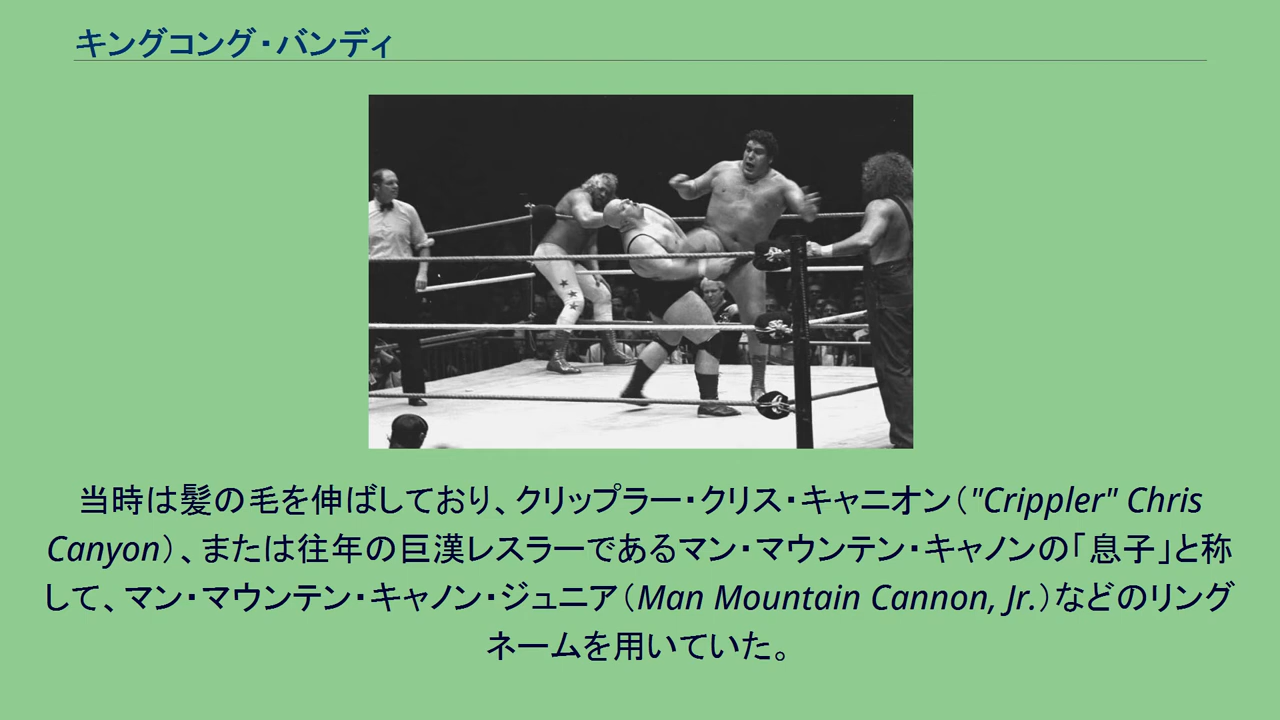 キングコング・バンディ
当時は髪の毛を伸ばしており、クリップラー・クリス・キャニオン（"Crippler" Chris
Canyon）、または往年の巨漢レスラーであるマン・マウンテン・キャノンの「息子」と称
して、マン・マウンテン・キャノン・ジュニア（Man Mountain Cannon, Jr.）などのリング
ネームを用いていた。